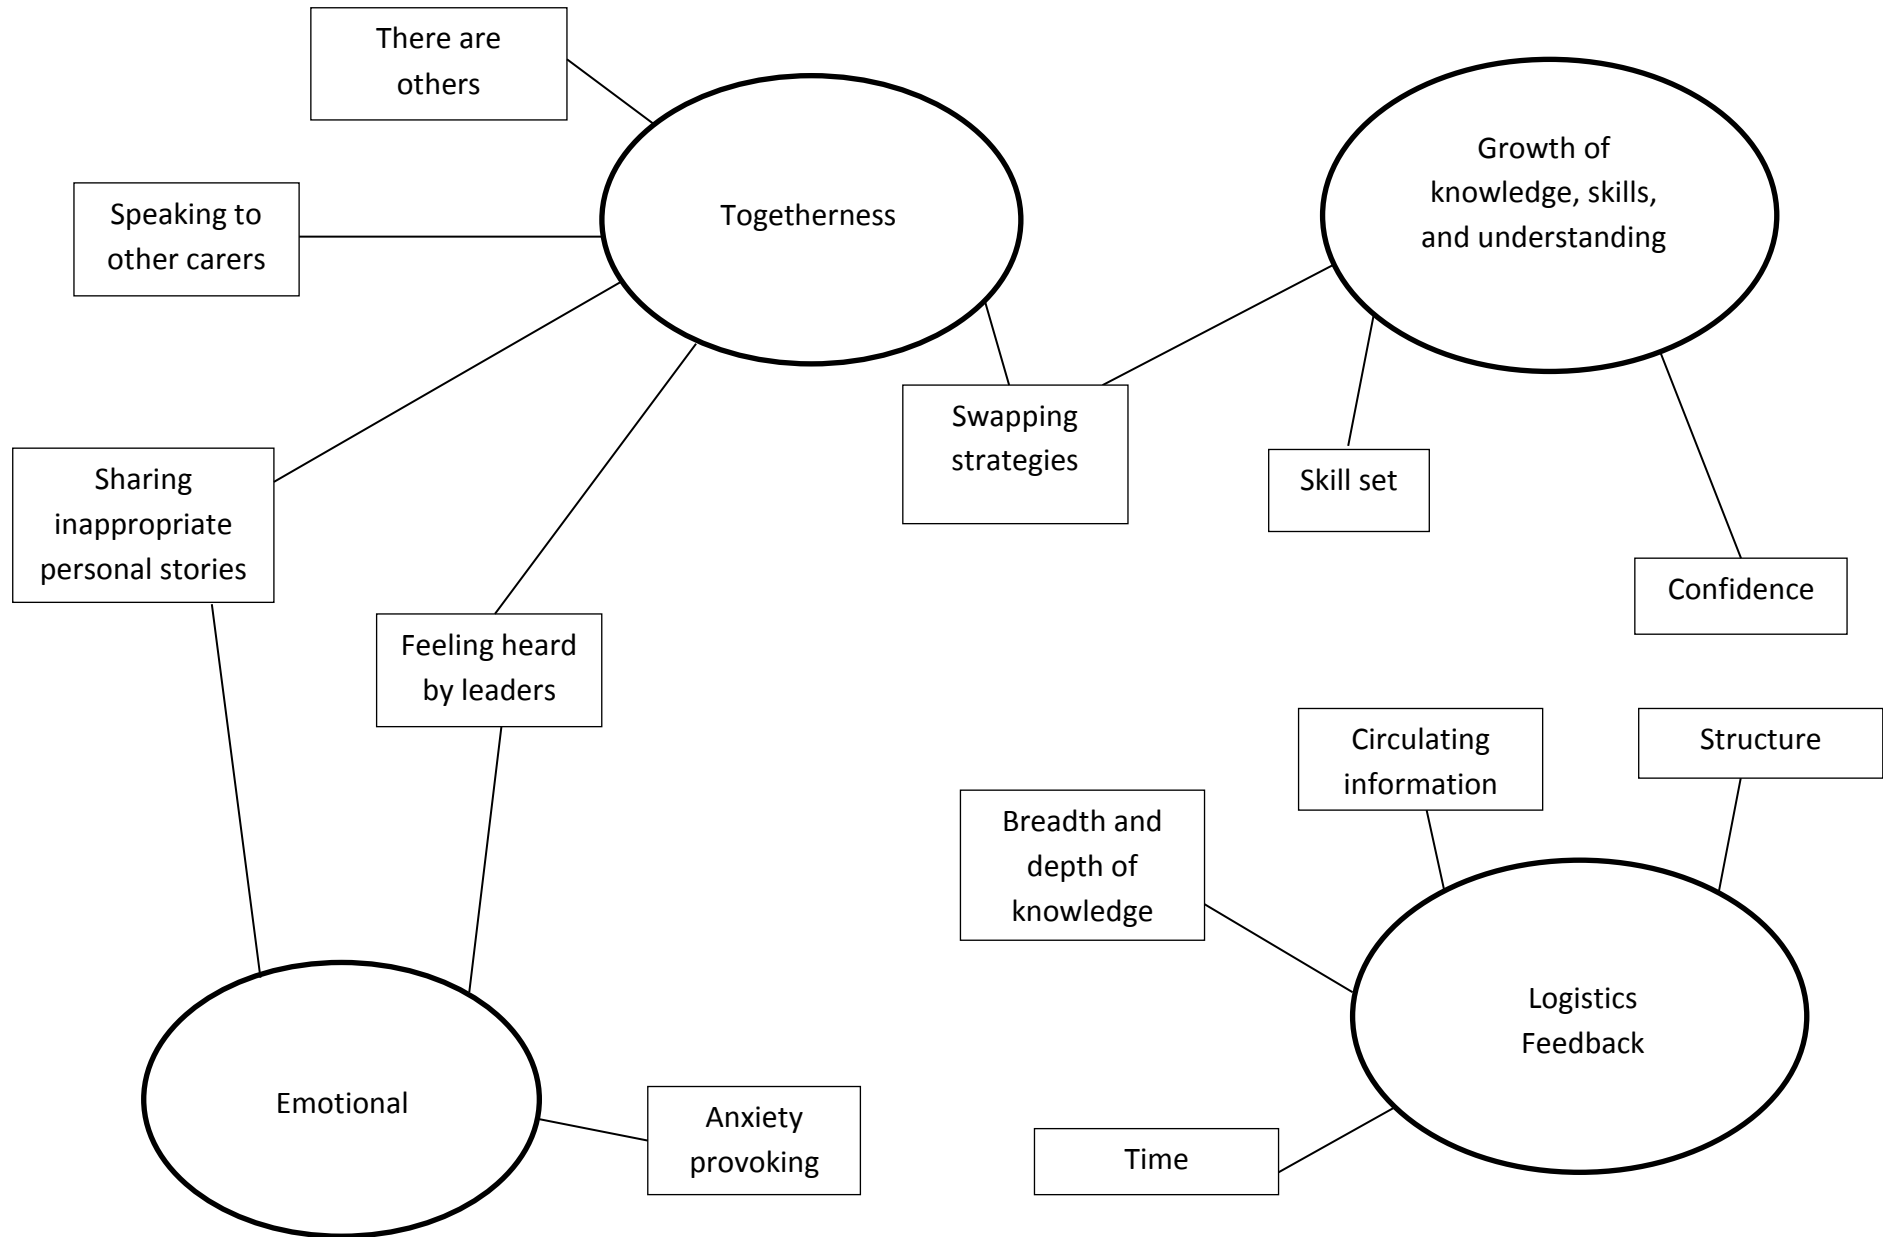 There are
others
Togetherness
Growth of
knowledge, skills,
and understanding
Speaking to
other carers
Swapping
strategies
Skill set
Sharing
inappropriate
personal stories
Confidence
Feeling heard
by leaders
Circulating
information
Structure
Breadth and
depth of
knowledge
Logistics
Feedback
Emotional
Anxiety
provoking
Time